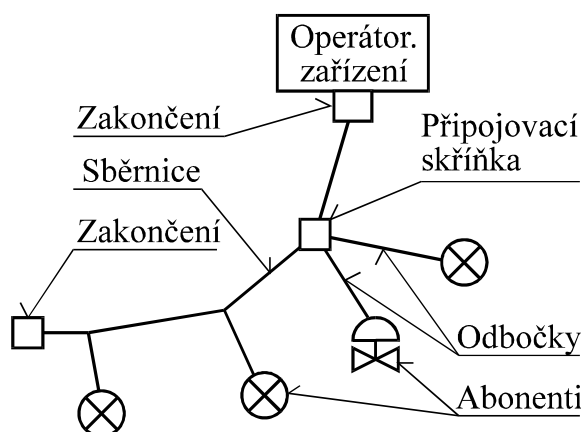 Operátor.
zařízení
Zakončení
Připojovací
skříňka
Sběrnice
Zakončení
Odbočky
Abonenti